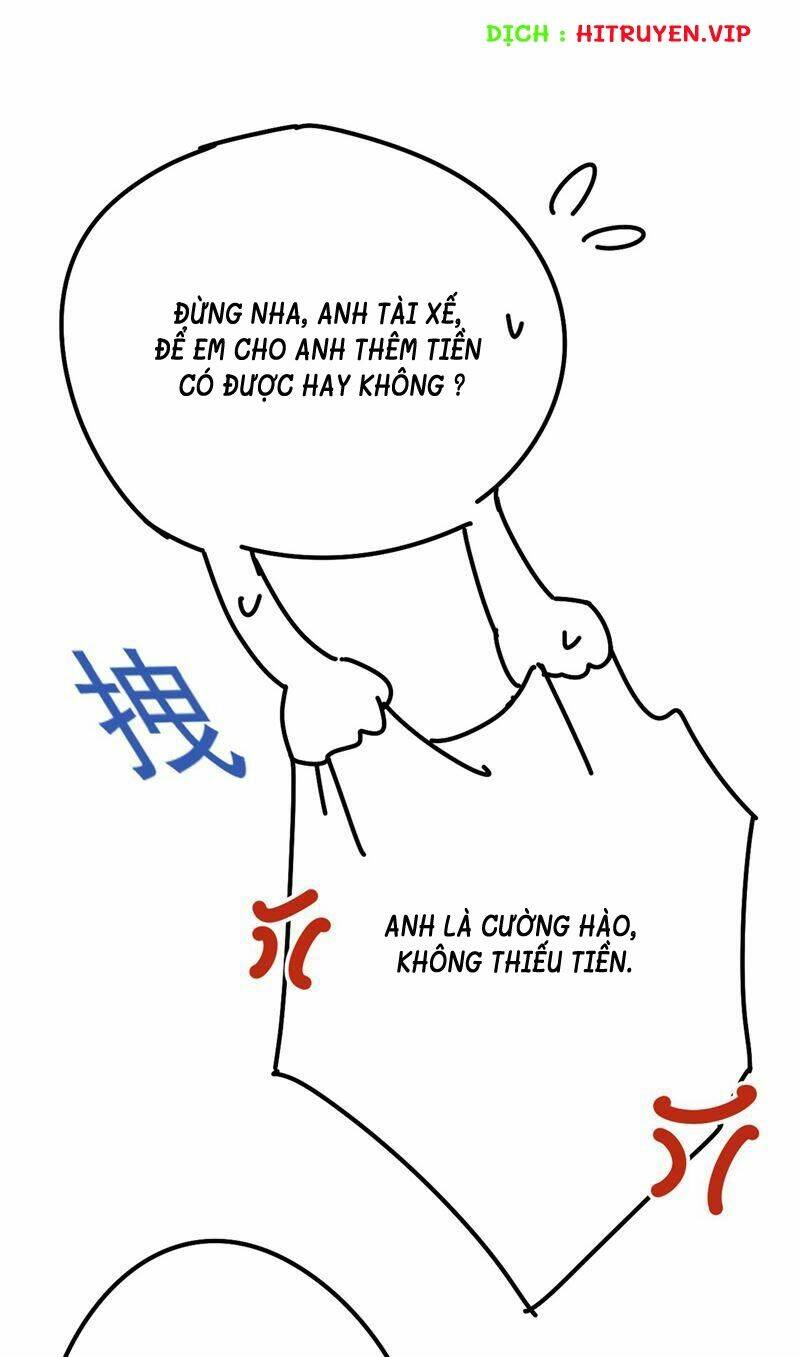 DỊCH : HITRUYEN.VIP
ĐỪNG NHA, ANH TÀI XẾ,
ĐỂ EM CHO ANH THÊM TIỀN
CÓ ĐƯỢC HAY KHÔNG ?
拽
ANH LÀ CƯỜNG HÀO,
KHÔNG THIẾU TIỀN.